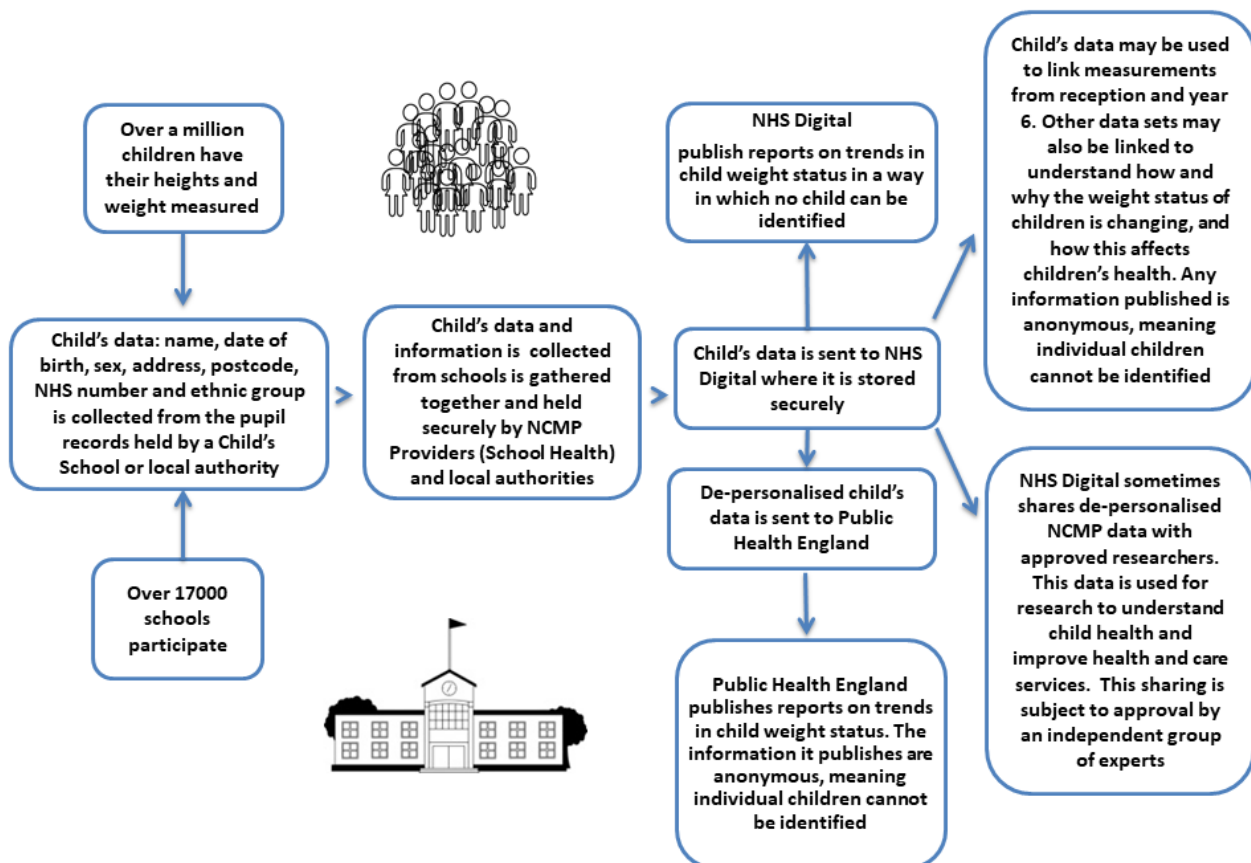 Over a million
children have
their heights and
weight measured
Child's data: name, date of
birth, sex, address, postcode,
NHS number and ethnic group
is collected from the pupil
records held by a Child's
School or local authority
Over 17000
schools
participate
Child's data and
information is  collected
from schools is gathered
together and held
securely by NCMP
Providers (School Health)
and local authorities
NHS Digital
publish reports on trends in
child weight status in a way
in which no child can be
identified
Child's data is sent to NHS
Digital where it is stored
securely
De-personalised child's
data is sent to Public
Health England
Public Health England
publishes reports on trends
in child weight status. The
information it publishes are
anonymous, meaning
individual children cannot
be identified
Child's data may be used
to link measurements
from reception and year
6. Other data sets may
also be linked to
understand how and
why the weight status of
children is changing, and
how this affects
children's health. Any
information published is
anonymous, meaning
individual children
cannot be identified
NHS Digital sometimes
shares de-personalised
NCMP data with
approved researchers.
This data is used for
research to understand
child health and
improve health and care
services.  This sharing is
subject to approval by
an independent group
of experts